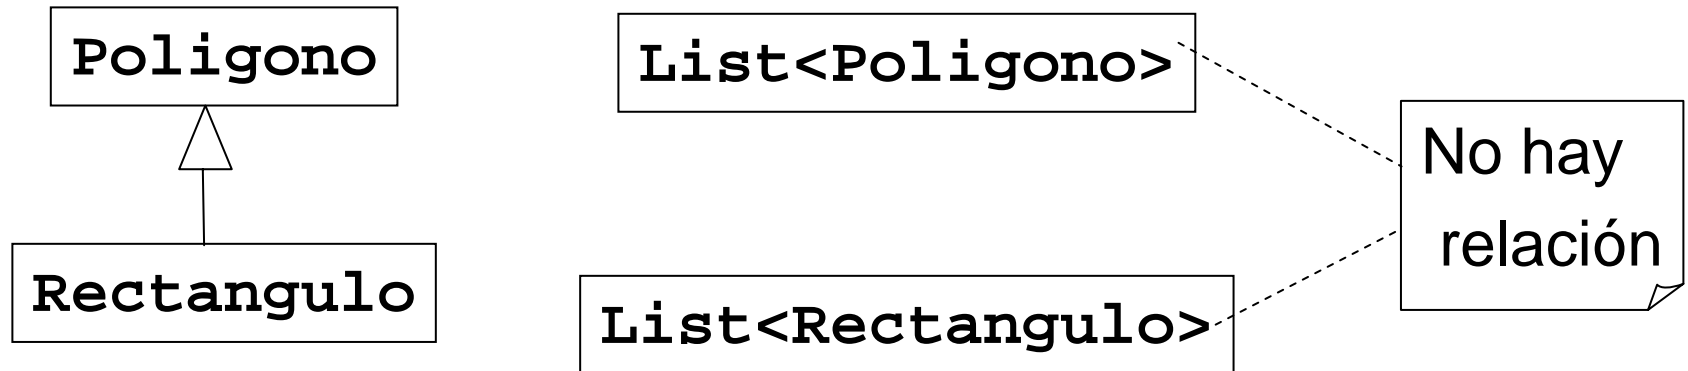 Poligono
List<Poligono>
No hay
relación
Rectangulo
List<Rectangulo>